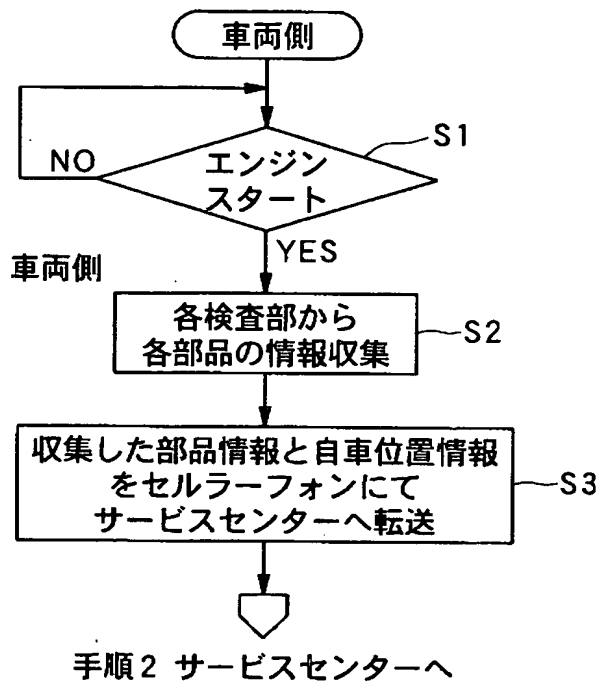 車両側
S1
エンジン
スタート
NO
YES
車両側
各検査部から
各部品の情報収集
S2
収集した部品情報と自車位置情報
をセルラーフォンにて
サービスセンターへ転送
S3
手順2 サービスセンターへ